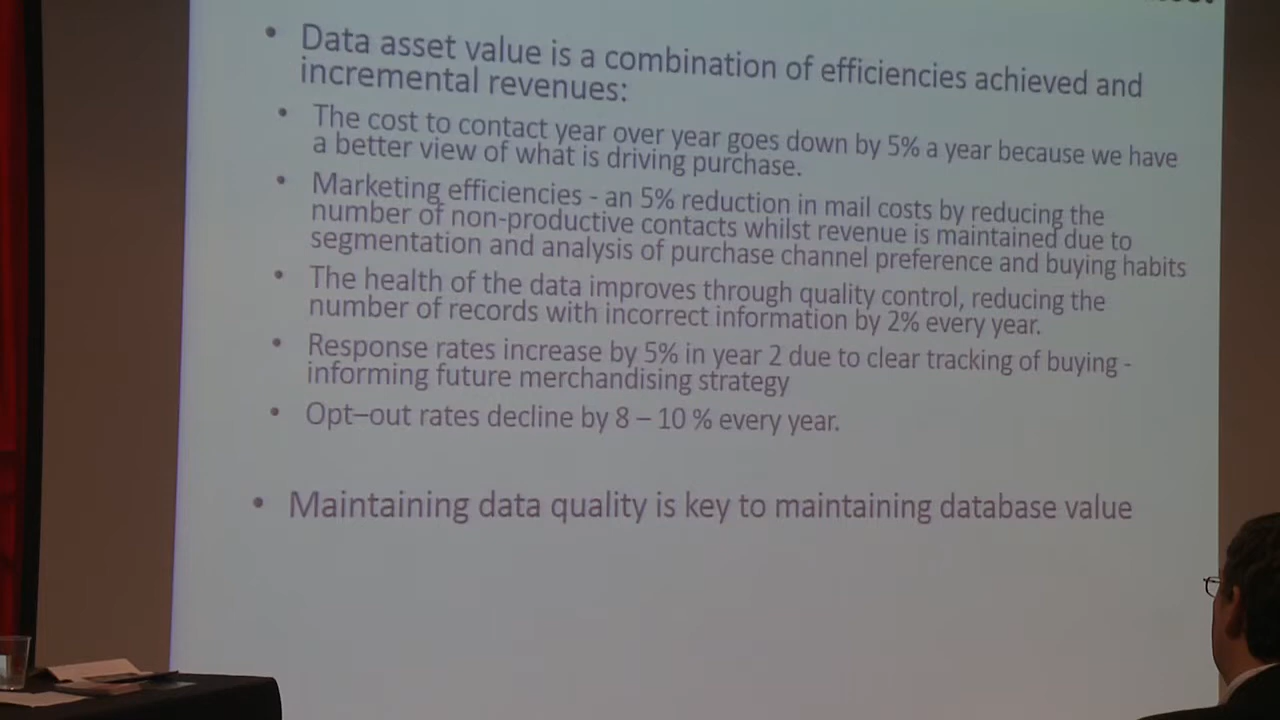 • Data asset value is a combination of efficiencies achieved and
incremental revenues:
• The cost to contact year over year goes down by 5% a year because we have
a better view of what is driving purchase.
• Marketing efficiencies - an 5% reduction in mail costs by reducing the
number of non-productive contacts whilst revenue is maintained due to
segmentation and analysis of purchase channel preference and buying habits
• The health of the data improves through quality control, reducing the
number of records with incorrect information by 2% every year.
• Response rates increase by 5% in year 2 due to clear tracking of buying -
informing future merchandising strategy
• Opt–out rates decline by 8 – 10 % every year.
• Maintaining data quality is key to maintaining database value